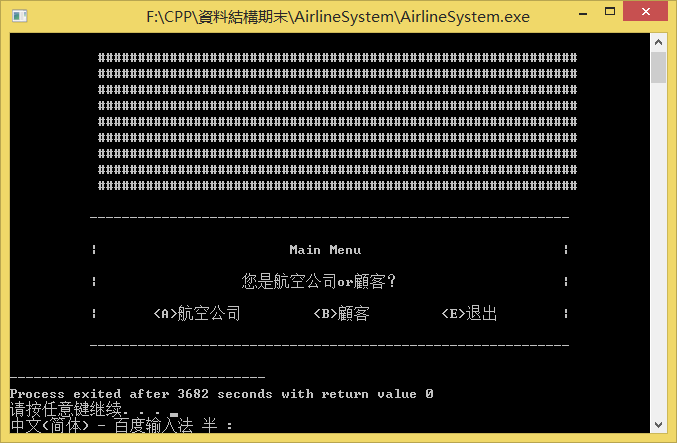 F:\CPP\資料結構期末\AirlineSystem\AirlineSystem.exe
############################################################
############################################################
############################################################
############################################################
############################################################
############################################################
############################################################
############################################################
############################################################
------------------------------------------------------------
| Main Menu |
| 您是航空公司or顧客? |
| <A>航空公司 <B>顧客 <E>退出 |
------------------------------------------------------------
--------------------------------
Process exited after 3682 seconds with return value 0
请按任意键继续. . . _
中文(简体) - 百度输入法 半 :